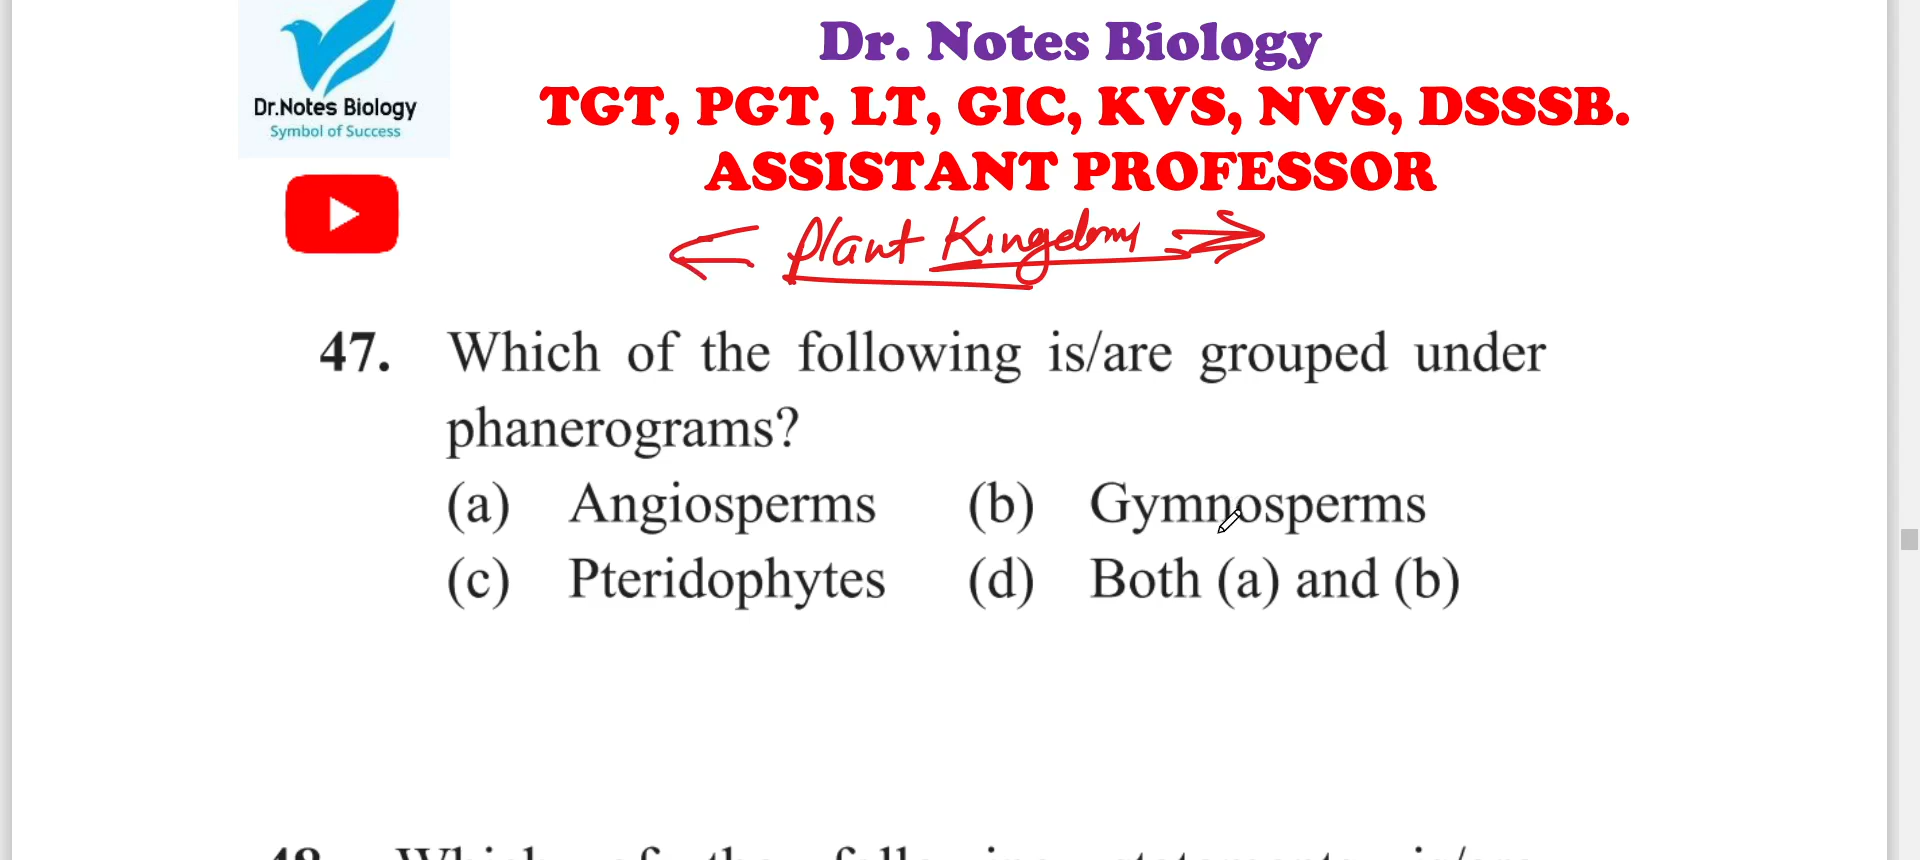 Dr.Notes Biology
Symbol of Success
Dr. Notes Biology
TGT, PGT, LT, GIC, KVS, NVS, DSSSB.
ASSISTANT PROFESSOR
Plant Kingdom
47. Which of the following is/are grouped under
phanerograms?
(a) Angiosperms (b) Gymnosperms
(c) Pteridophytes (d) Both (a) and (b)